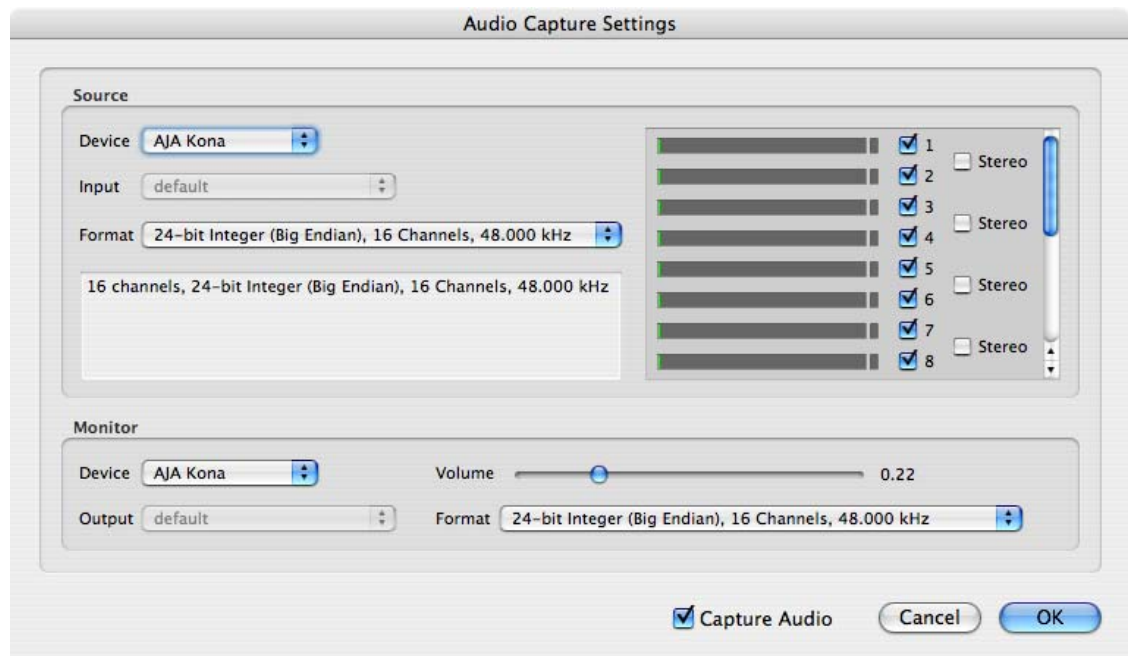 Audio Capture Settings
Source
Device AJA Kona
Input default
Format 24-bit Integer (Big Endian), 16 Channels, 48.000 kHz
16 channels, 24-bit Integer (Big Endian), 16 Channels, 48.000 kHz
1
2
Stereo
3
4
Stereo
5
6
Stereo
7
8
Stereo
Monitor
Device AJA Kona
Volume 0.22
Output default
Format 24-bit Integer (Big Endian), 16 Channels, 48.000 kHz
Capture Audio
Cancel
OK